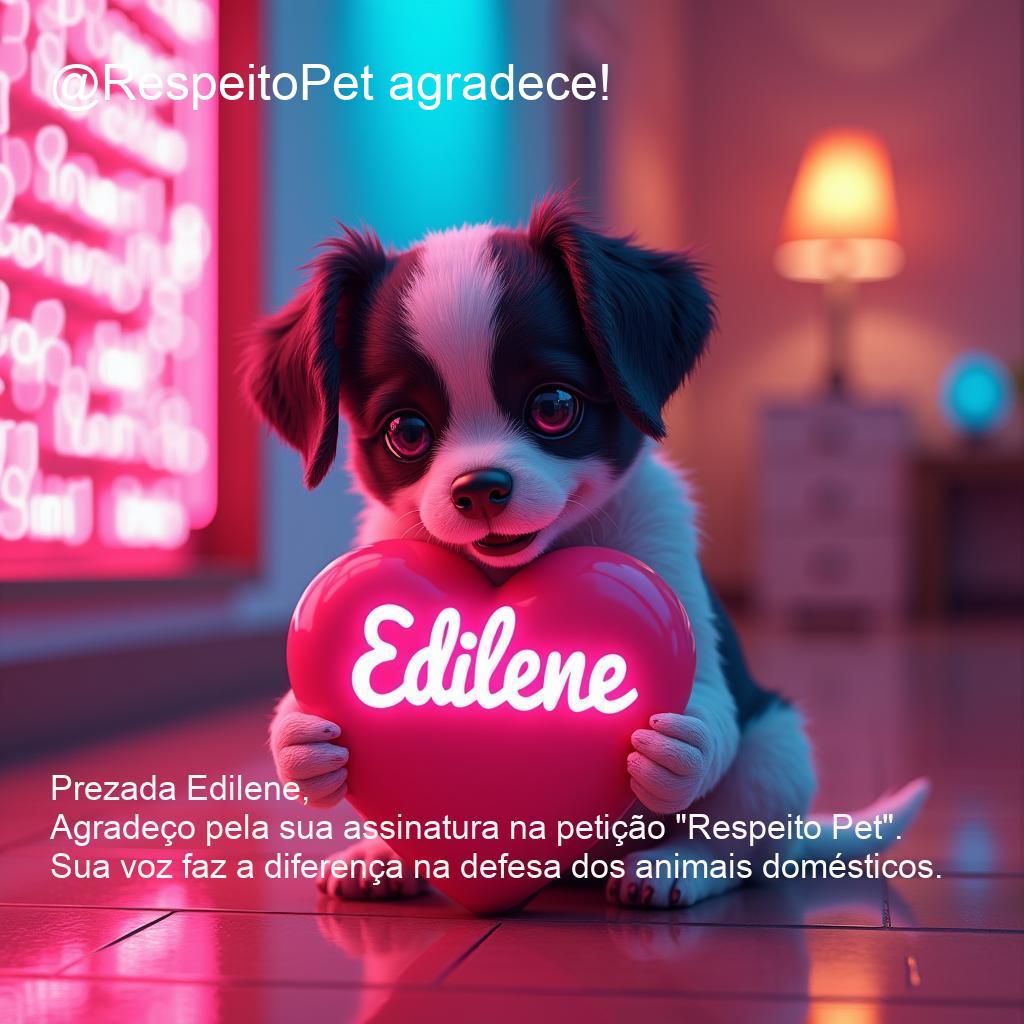 @RespeitoPet agradece!
Edilene
Prezada Edilene,
Agradeço pela sua assinatura na petição "Respeito Pet".
Sua voz faz a diferença na defesa dos animais domésticos.